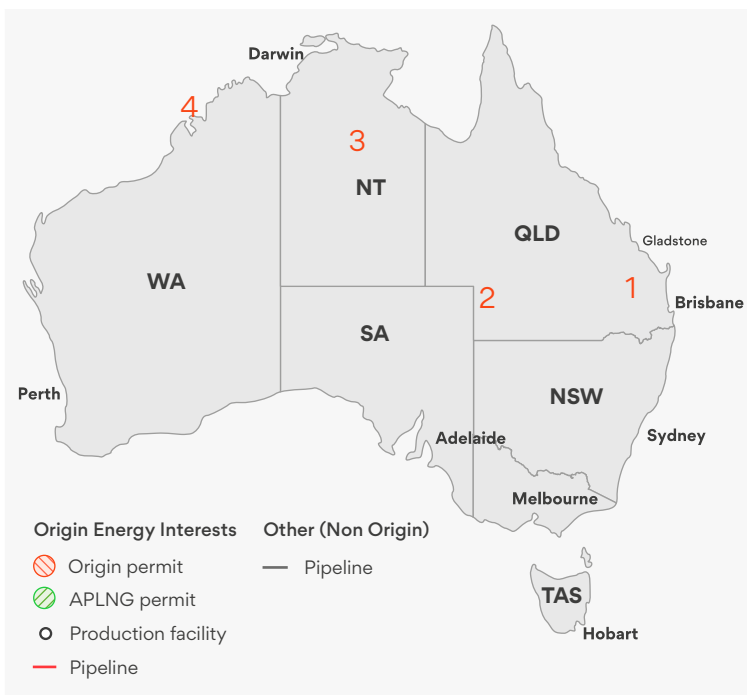 Darwin
4
3
NT
QLD
Gladstone
WA
2
1
Brisbane
SA
Perth
NSW
Adelaide
Sydney
Melbourne
Origin Energy Interests
Origin permit
APLNG permit
Production facility
Pipeline
Other (Non Origin)
Pipeline
TAS
Hobart